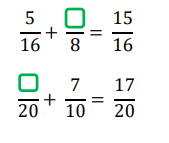 5/16 + □/8 = 15/16
□/20 + 7/10 = 17/20